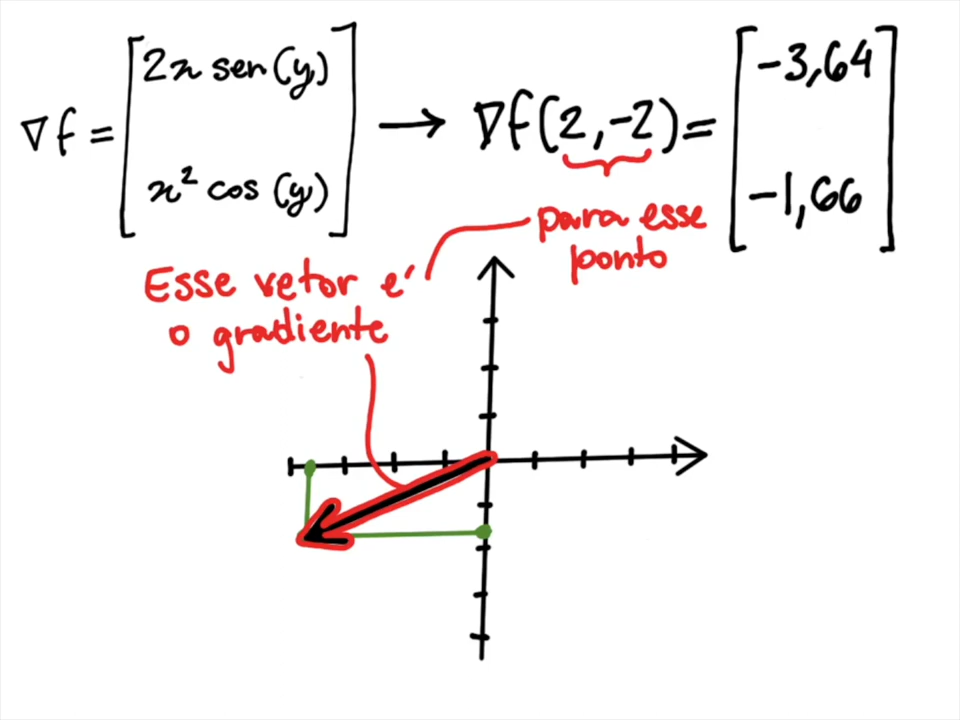 ∇f = [2x sen(y)
x² cos(y)] → ∇f(2,-2) = [-3,64
-1,66]
para esse
ponto
Esse vetor é
o gradiente